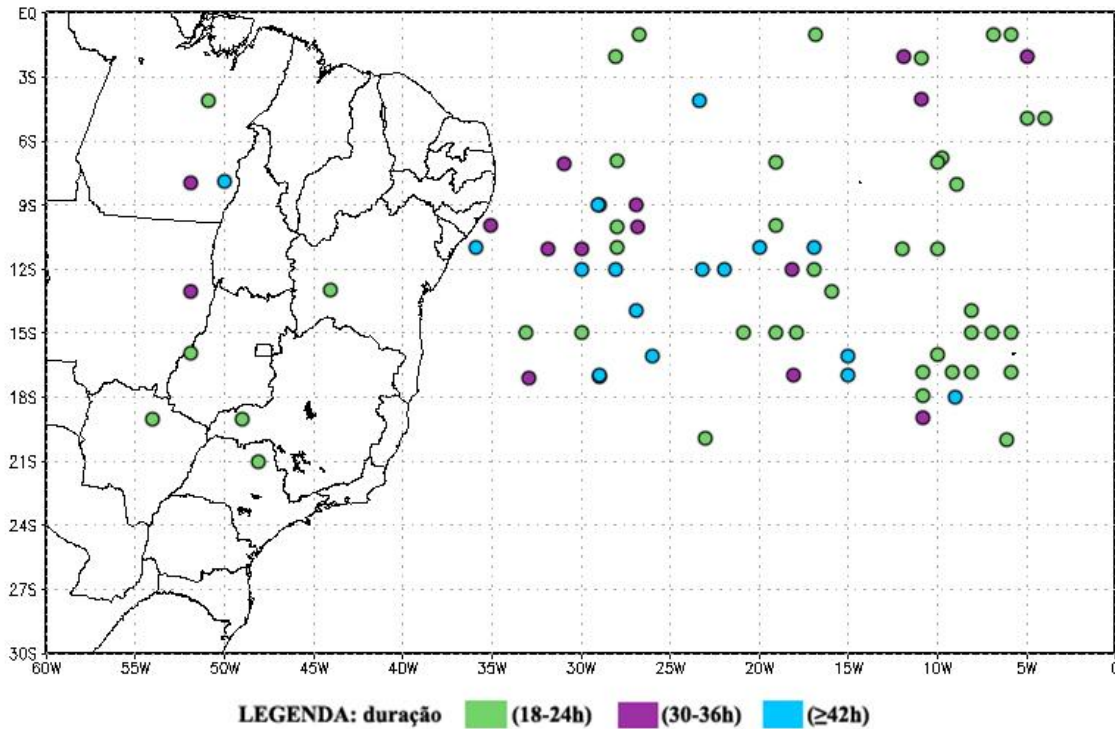 EQ
3S
6S
9S
12S
15S
18S
21S
24S
27S
30S
60W 55W 50W 45W 40W 35W 30W 25W 20W 15W 10W 5W 0
LEGENDA: duração (18-24h) (30-36h) (≥42h)